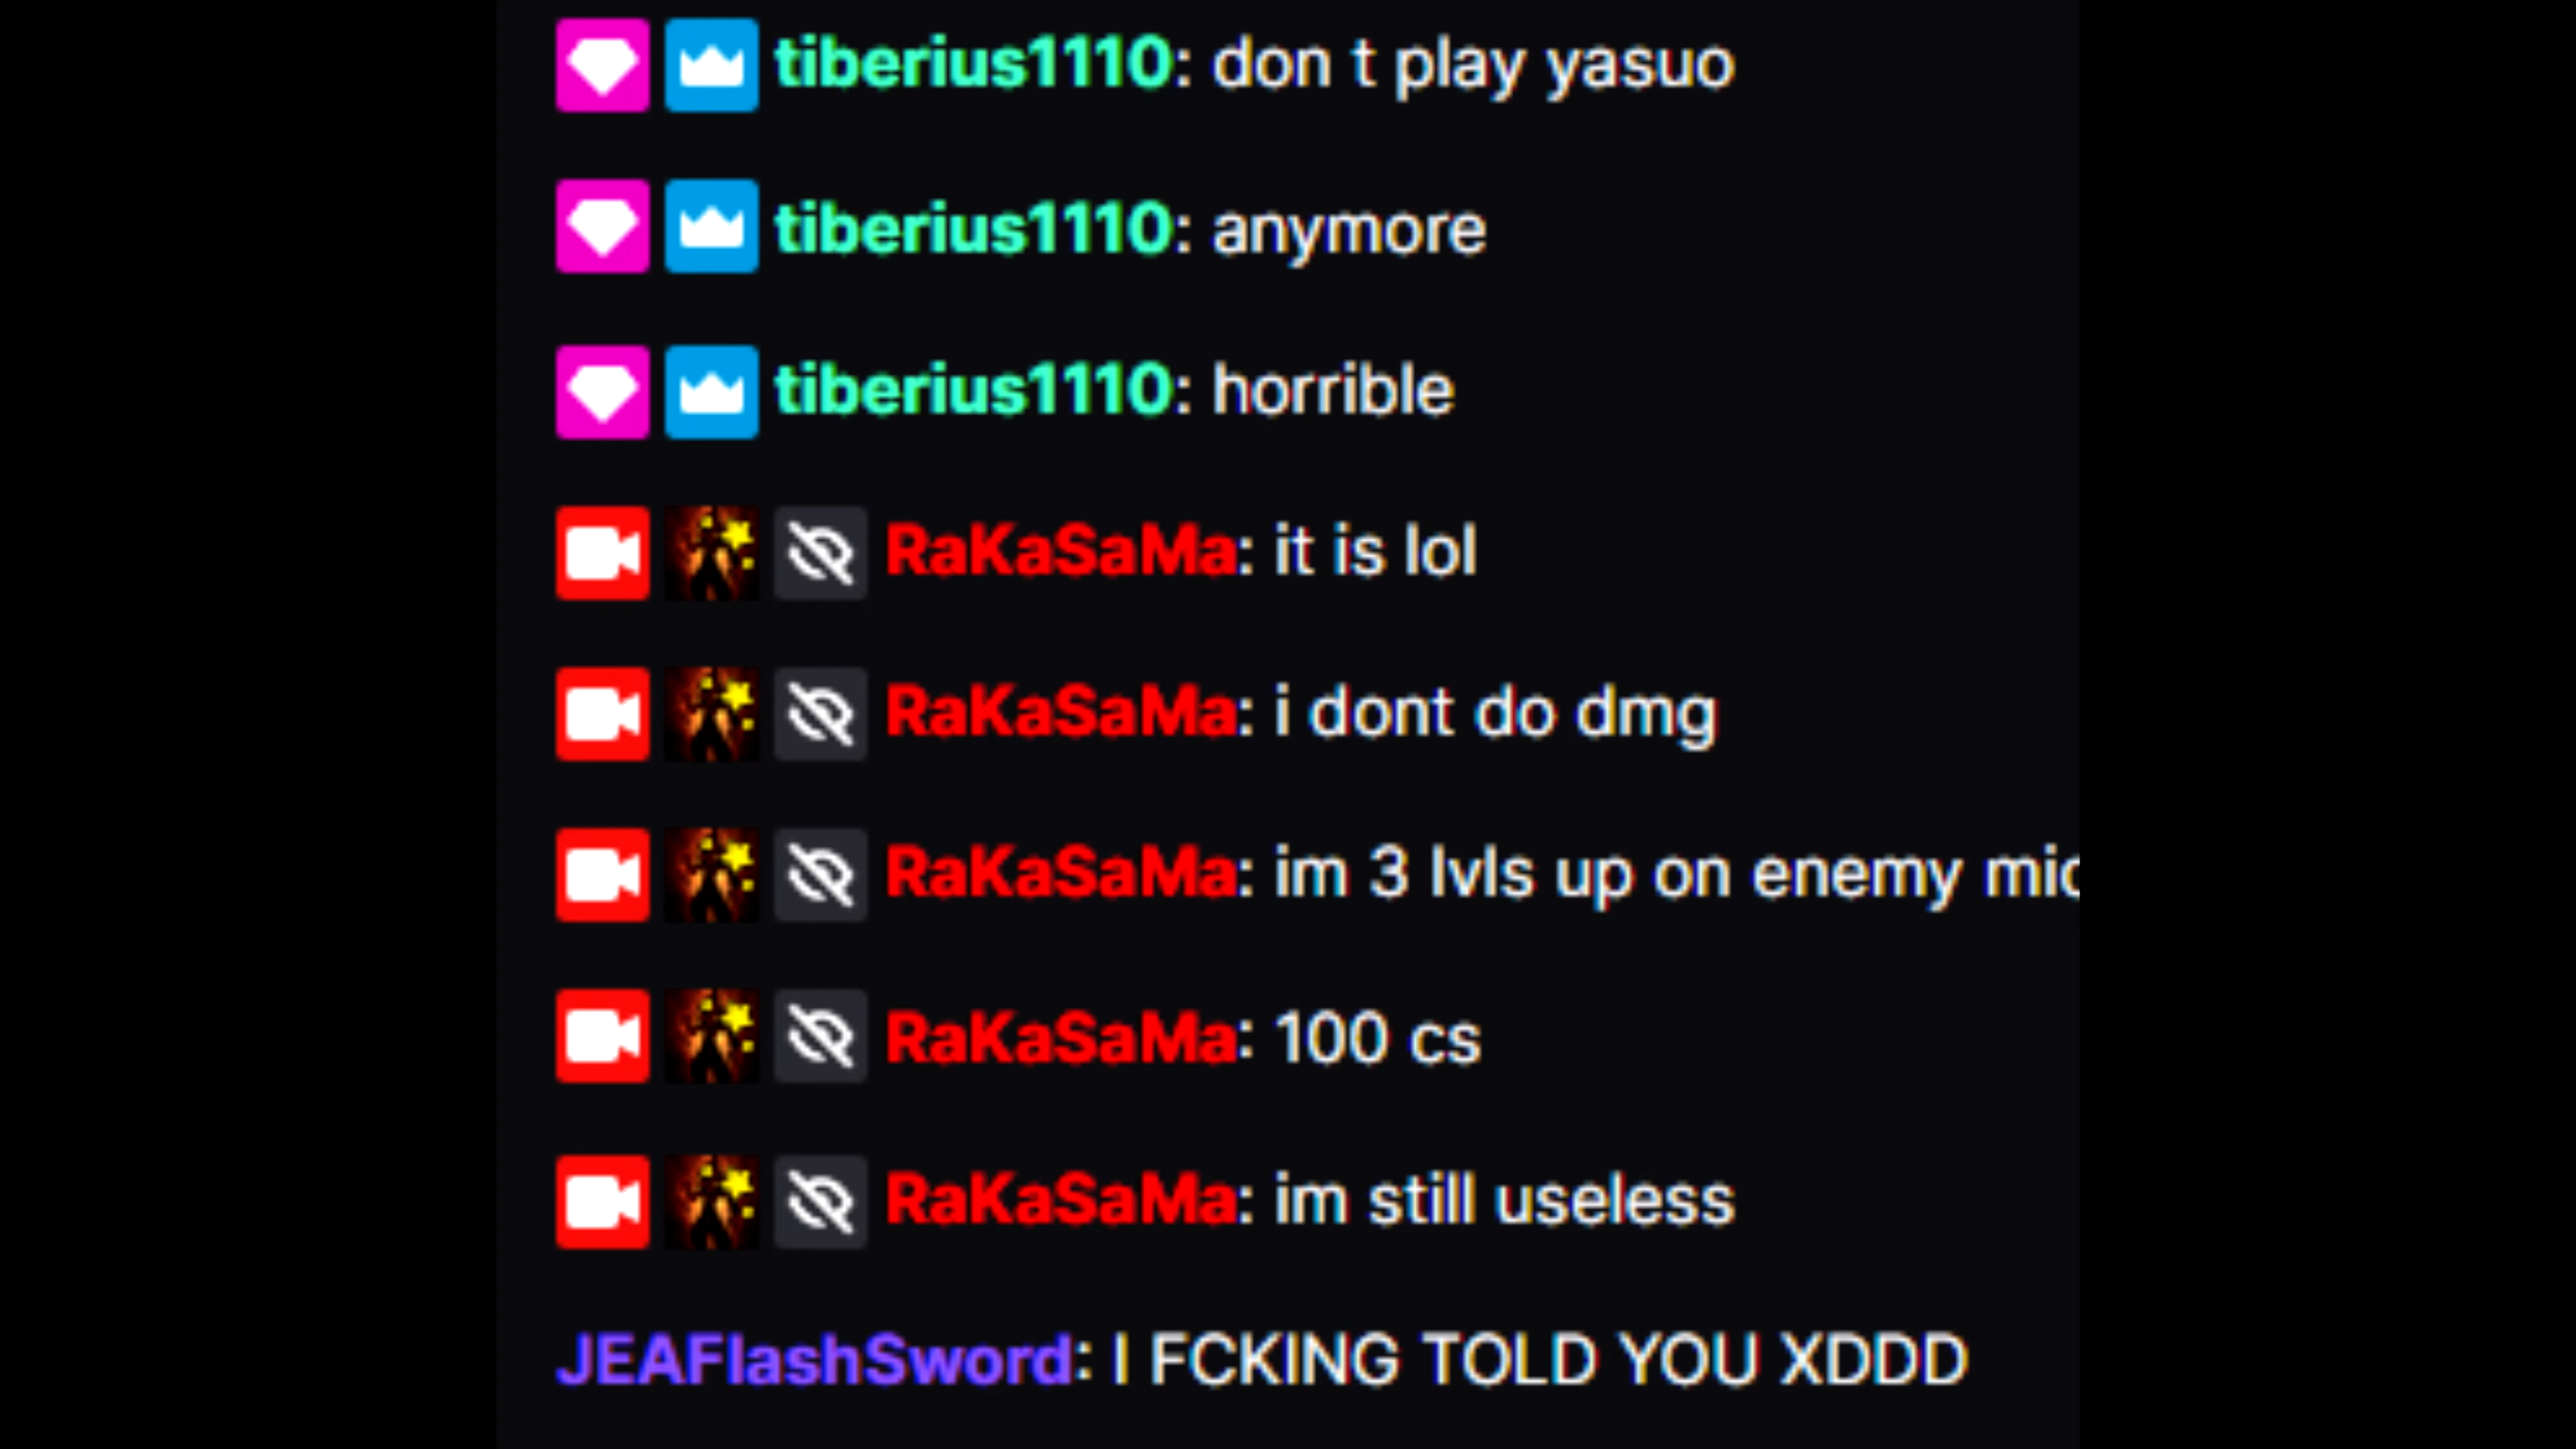 tiberius1110: don t play yasuo
tiberius1110: anymore
tiberius1110: horrible
RaKaSaMa: it is lol
RaKaSaMa: i dont do dmg
RaKaSaMa: im 3 lvls up on enemy
RaKaSaMa: 100 cs
RaKaSaMa: im still useless
JEAFlashSword: I FCKING TOLD YOU XDDD